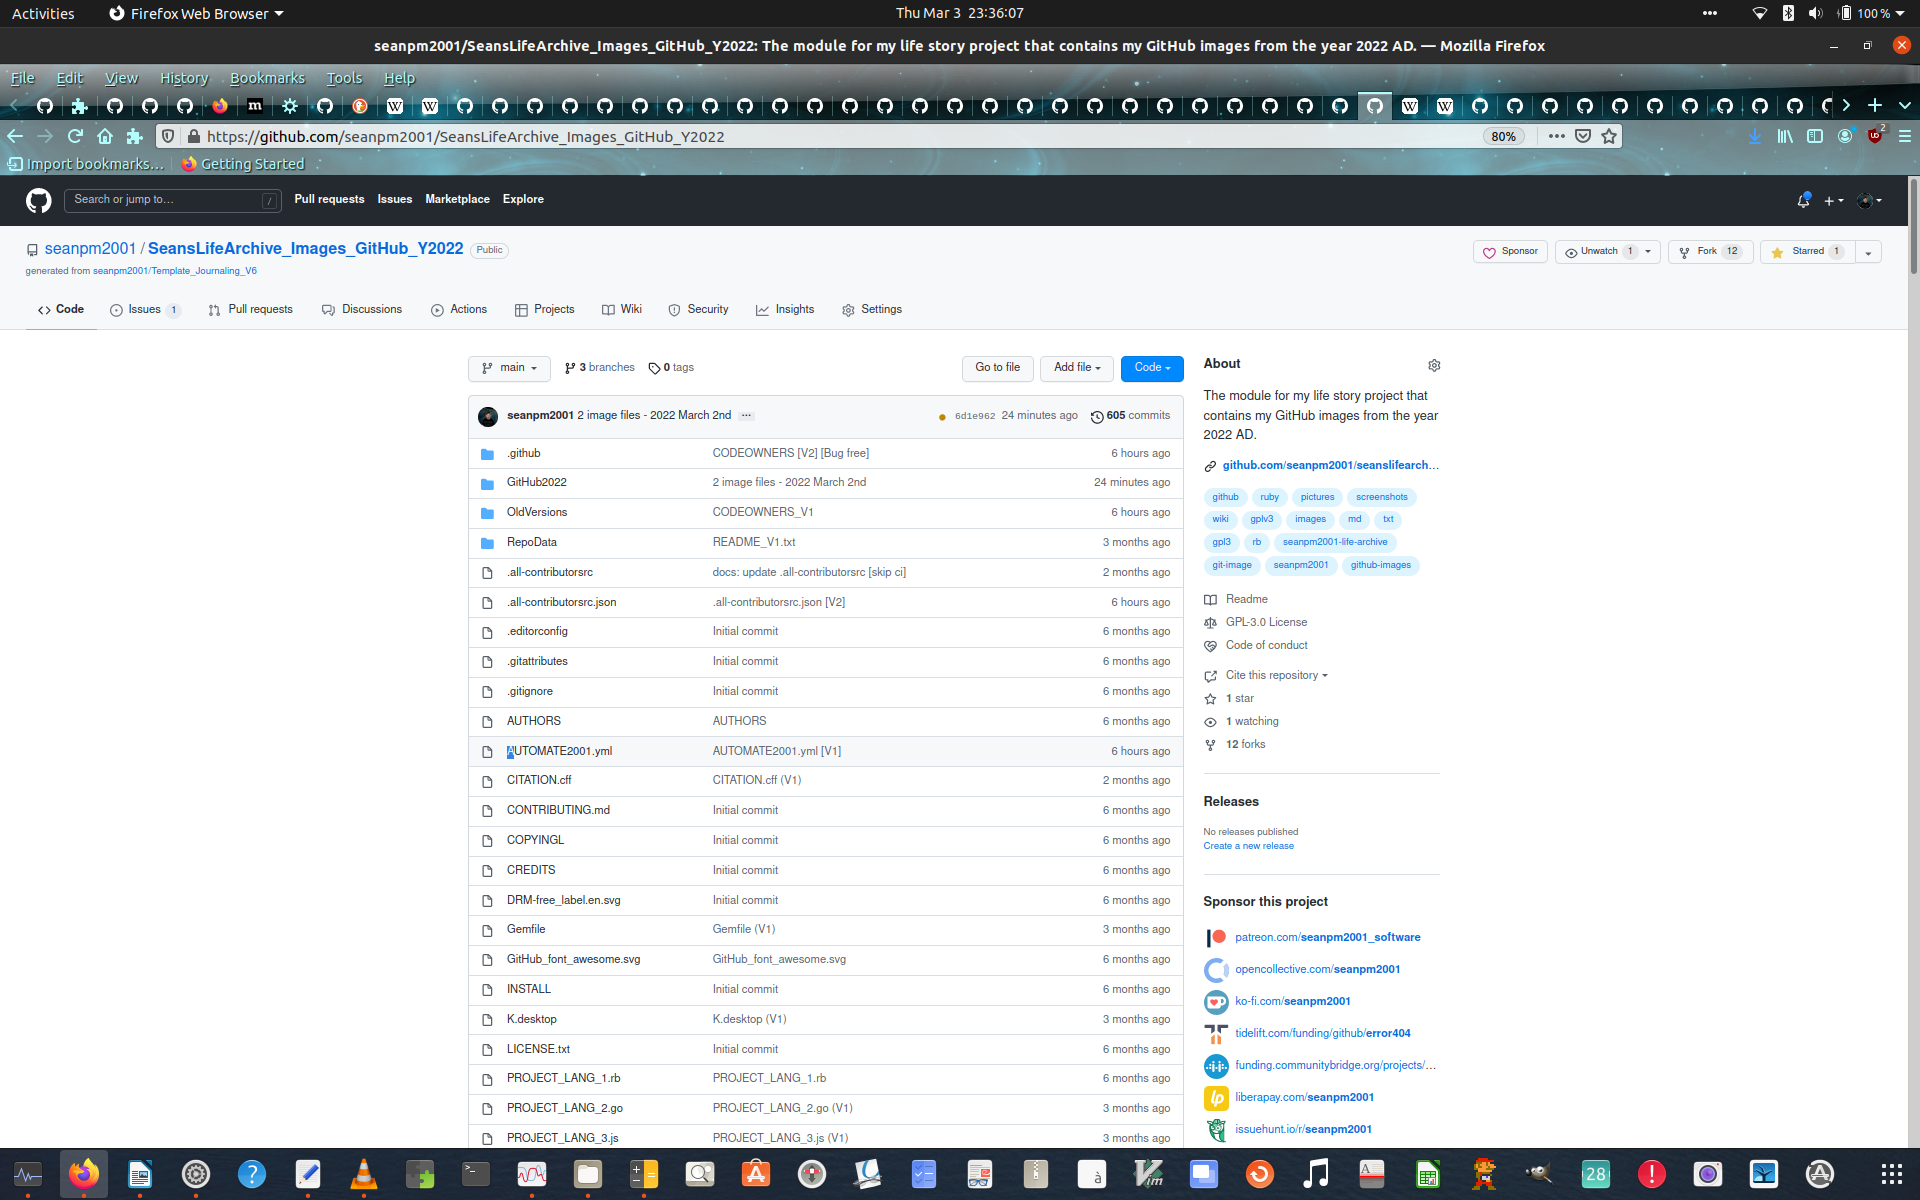 Activities
Firefox Web Browser
Thu Mar 3 23:36:07
100 %
seanpm2001/SeansLifeArchive_Images_GitHub_Y2022: The module for my life story project that contains my GitHub images from the year 2022 AD. — Mozilla Firefox
File Edit View History Bookmarks Tools Help
https://github.com/seanpm2001/SeansLifeArchive_Images_GitHub_Y2022
80%
2
Import bookmarks…
Getting Started
Search or jump to…
/
Pull requests Issues Marketplace Explore
seanpm2001 / SeansLifeArchive_Images_GitHub_Y2022 Public
Sponsor
Unwatch 1
Fork 12
Starred 1
generated from seanpm2001/Template_Journaling_V6
Code
Issues 1
Pull requests
Discussions
Actions
Projects
Wiki
Security
Insights
Settings
main
3 branches
0 tags
Go to file
Add file
Code
seanpm2001 2 image files - 2022 March 2nd
6d1e962 24 minutes ago
605 commits
.github CODEOWNERS [V2] [Bug free] 6 hours ago
GitHub2022 2 image files - 2022 March 2nd 24 minutes ago
OldVersions CODEOWNERS_V1 6 hours ago
RepoData README_V1.txt 3 months ago
.all-contributorsrc docs: update .all-contributorsrc [skip ci] 2 months ago
.all-contributorsrc.json .all-contributorsrc.json [V2] 6 hours ago
.editorconfig Initial commit 6 months ago
.gitattributes Initial commit 6 months ago
.gitignore Initial commit 6 months ago
AUTHORS AUTHORS 6 months ago
AUTOMATE2001.yml AUTOMATE2001.yml [V1] 6 hours ago
CITATION.cff CITATION.cff (V1) 2 months ago
CONTRIBUTING.md Initial commit 6 months ago
COPYINGL Initial commit 6 months ago
CREDITS Initial commit 6 months ago
DRM-free_label.en.svg Initial commit 6 months ago
Gemfile Gemfile (V1) 3 months ago
GitHub_font_awesome.svg GitHub_font_awesome.svg 6 months ago
INSTALL Initial commit 6 months ago
K.desktop K.desktop (V1) 3 months ago
LICENSE.txt Initial commit 6 months ago
PROJECT_LANG_1.rb PROJECT_LANG_1.rb 6 months ago
PROJECT_LANG_2.go PROJECT_LANG_2.go (V1) 3 months ago
PROJECT_LANG_3.js PROJECT_LANG_3.js (V1) 3 months ago
About
The module for my life story project that
contains my GitHub images from the year
2022 AD.
github.com/seanpm2001/seanslifearch...
github ruby pictures screenshots
wiki gplv3 images md txt
gpl3 rb seanpm2001-life-archive
git-image seanpm2001 github-images
Readme
GPL-3.0 License
Code of conduct
Cite this repository
1 star
1 watching
12 forks
Releases
No releases published
Create a new release
Sponsor this project
patreon.com/seanpm2001_software
opencollective.com/seanpm2001
ko-fi.com/seanpm2001
tidelift.com/funding/github/error404
funding.communitybridge.org/projects/...
liberapay.com/seanpm2001
issuehunt.io/r/seanpm2001
28